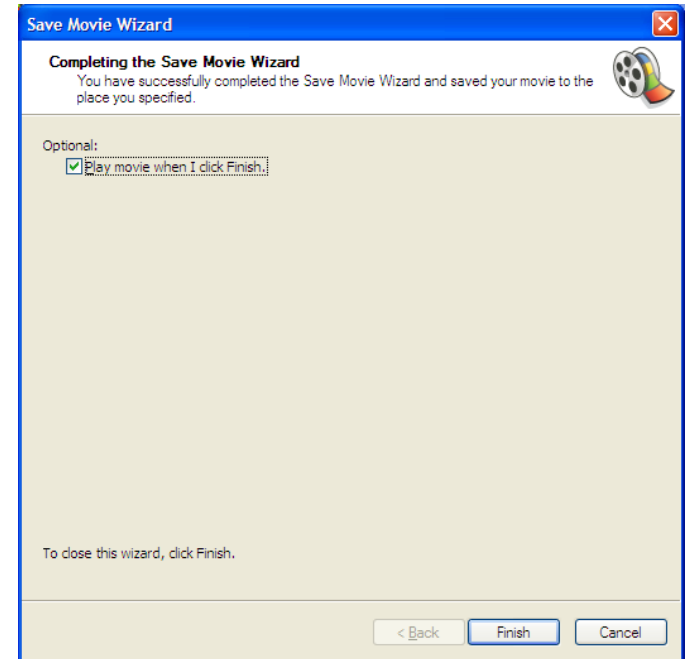 Save Movie Wizard
Completing the Save Movie Wizard
You have successfully completed the Save Movie Wizard and saved your movie to the
place you specified.
Optional:
Play movie when I click Finish.
To close this wizard, click Finish.
< Back Finish Cancel